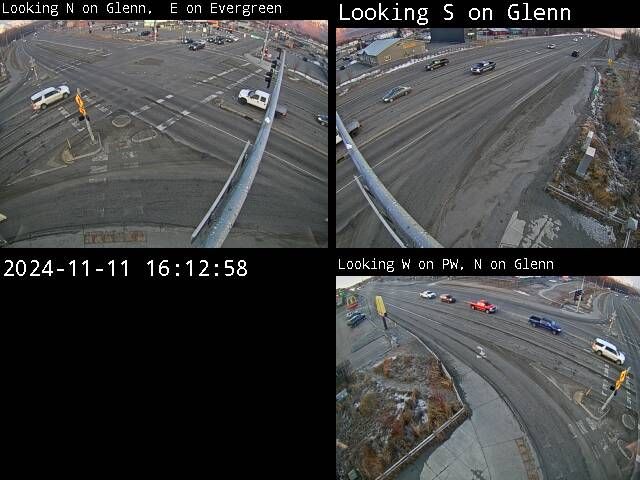 Looking N on Glenn,  E on Evergreen
Looking S on Glenn
2024-11-11 16:12:58
Looking W on PW, N on Glenn